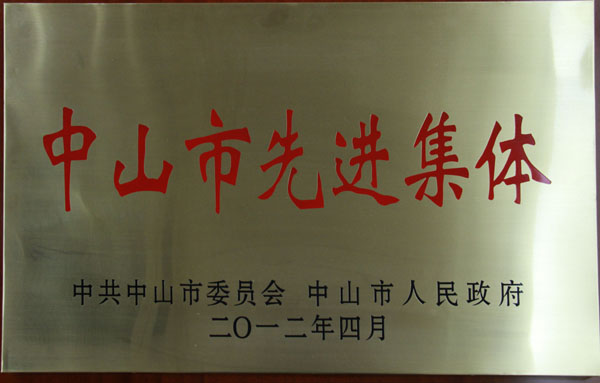 中山市先进集体
中共中山市委员会 中山市人民政府
二〇一二年四月